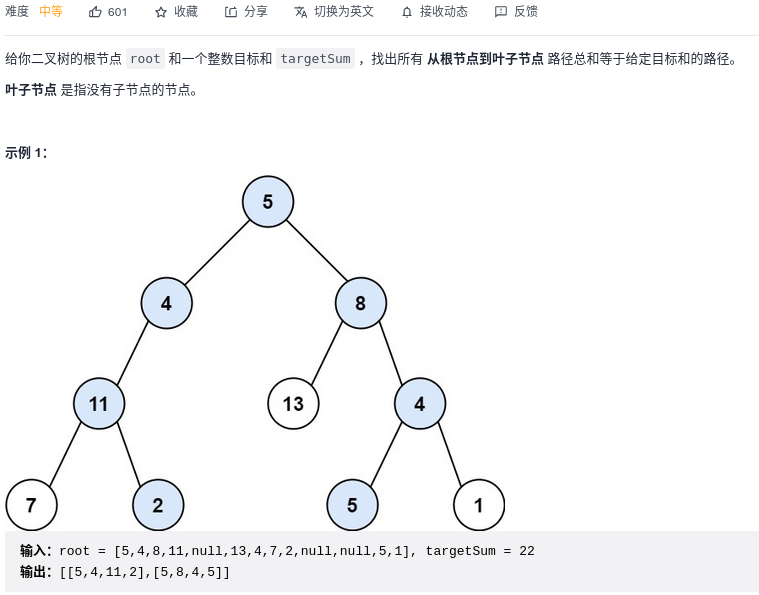 难度 中等 601 收藏 分享 切换为英文 接收动态 反馈
给你二叉树的根节点 root 和一个整数目标和 targetSum ，找出所有 从根节点到叶子节点 路径总和等于给定目标和的路径。
叶子节点 是指没有子节点的节点。
示例 1：
5
4 8
11 13 4
7 2 5 1
输入：root = [5,4,8,11,null,13,4,7,2,null,null,5,1], targetSum = 22
输出：[[5,4,11,2],[5,8,4,5]]